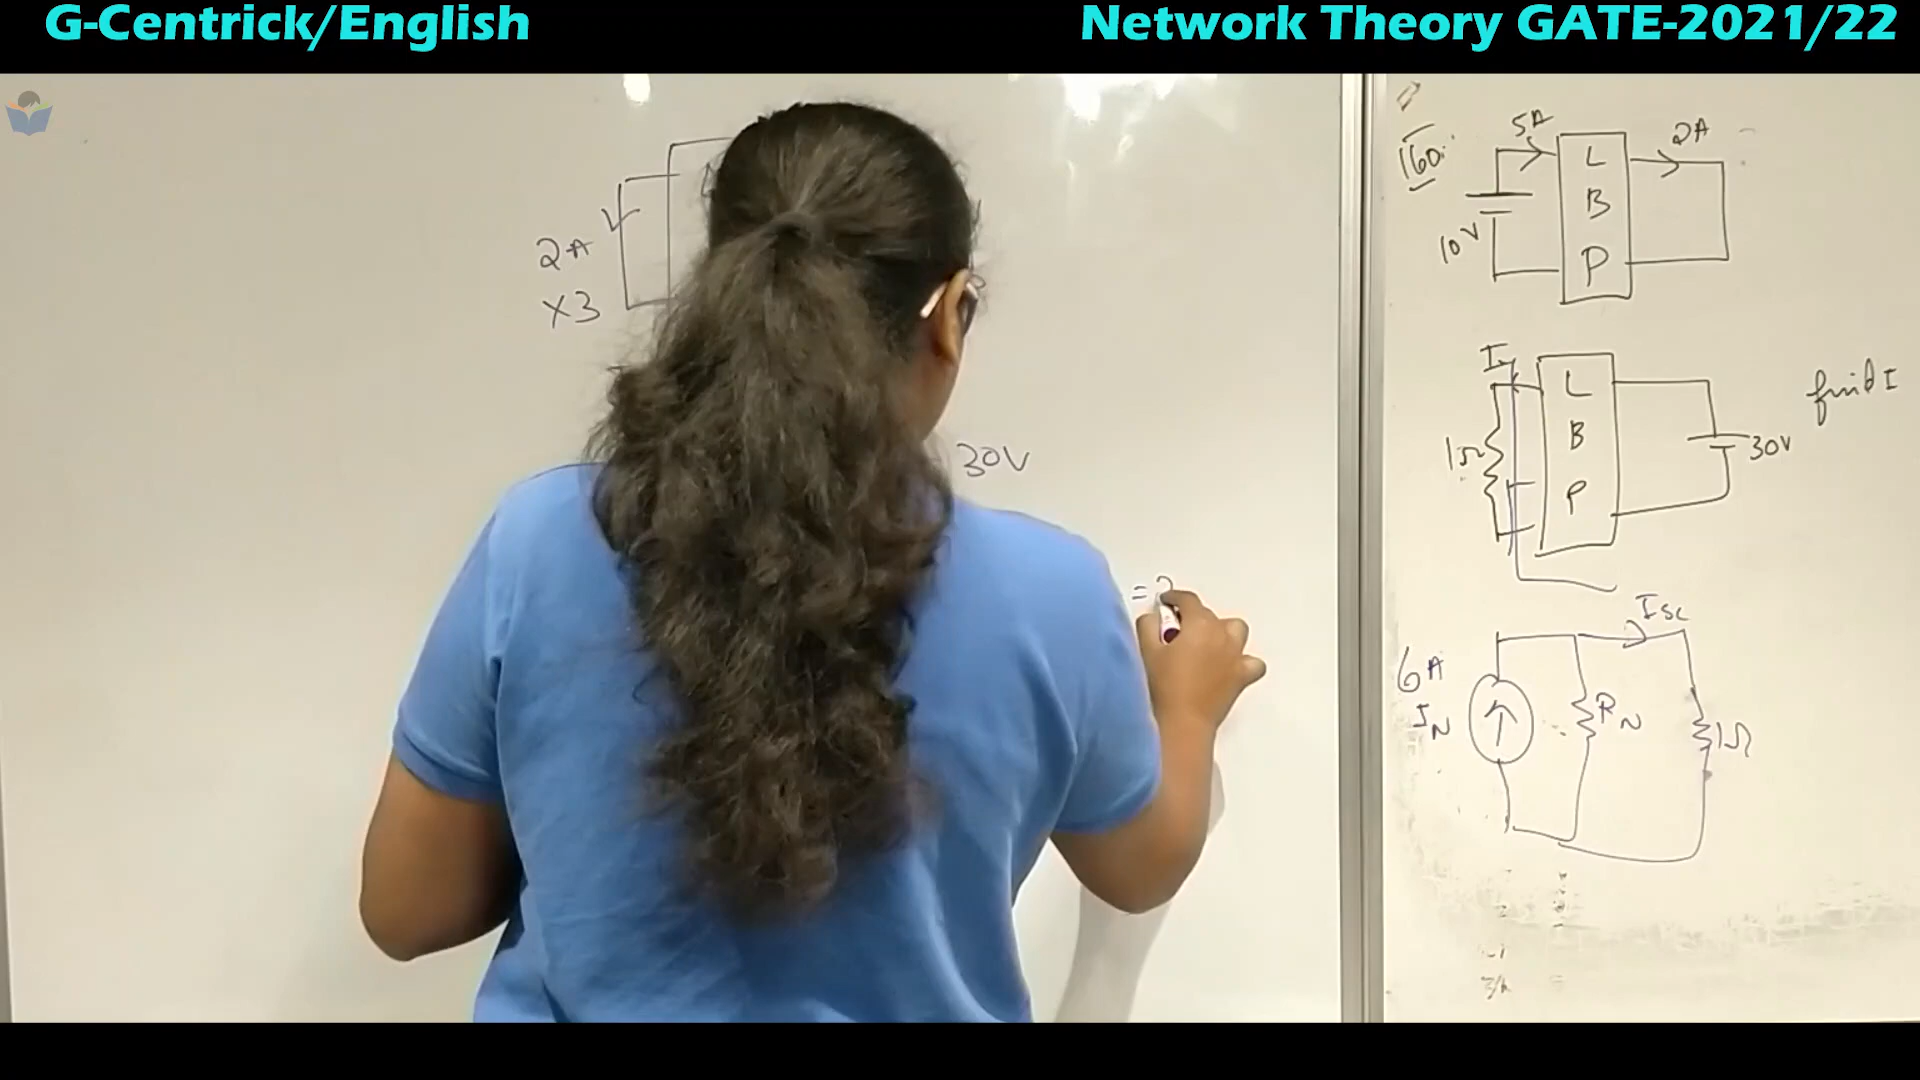 G-Centrick/English
Network Theory GATE-2021/22
2A
X3
30V
=
160.
5A
2A
10V
L
B
P
I
1Ω
L
B
P
30V
find I
Isc
6A
IN
RN
1Ω